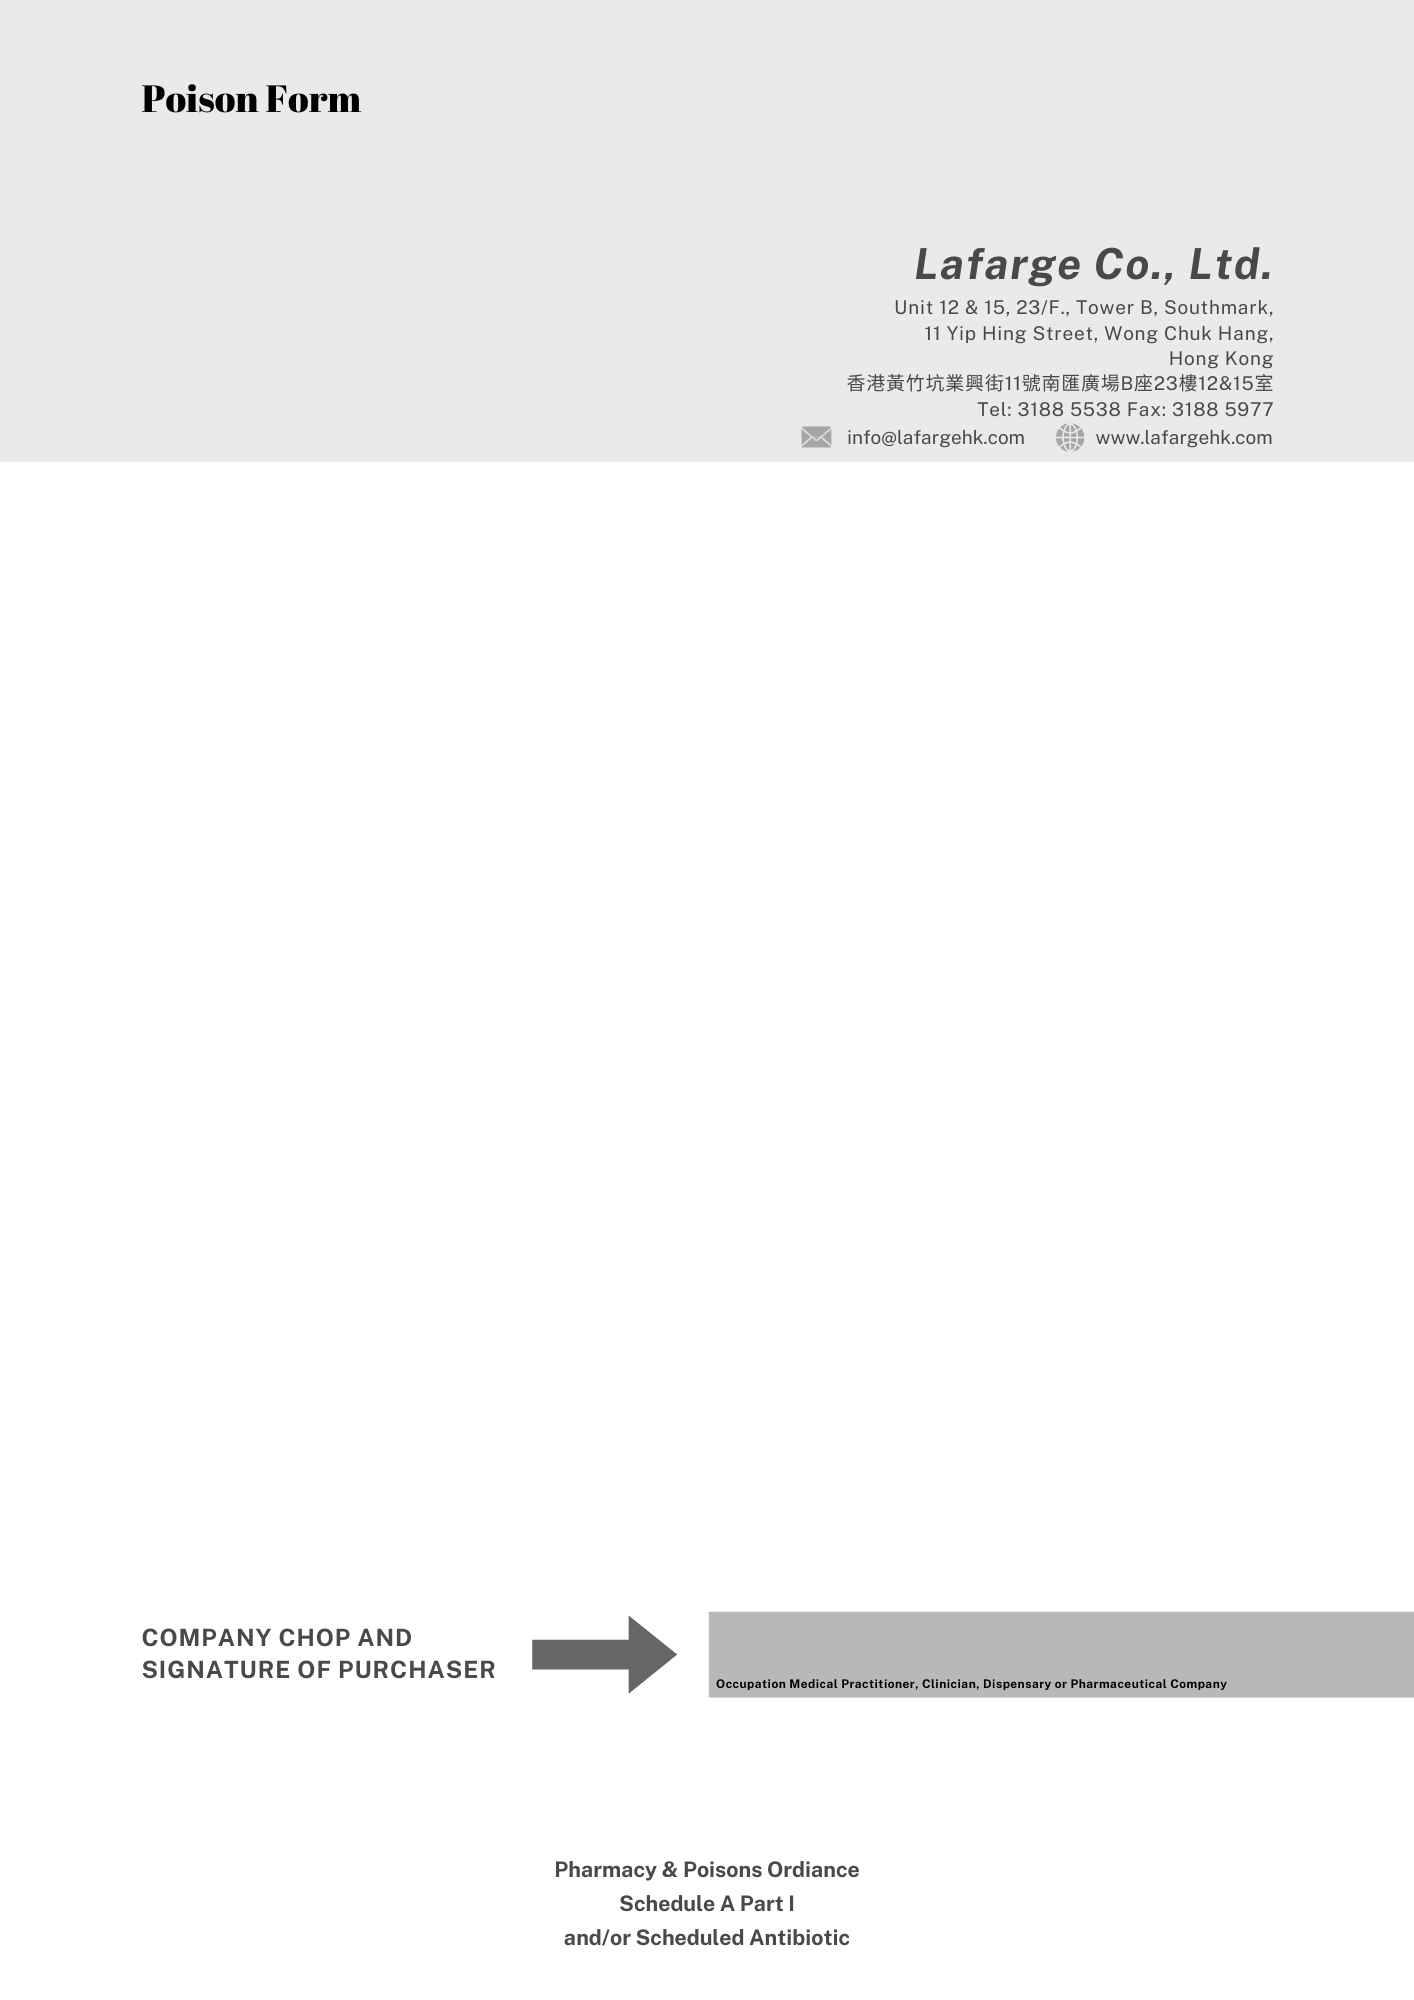 Poison Form
Lafarge Co., Ltd.
Unit 12 & 15, 23/F., Tower B, Southmark,
11 Yip Hing Street, Wong Chuk Hang,
Hong Kong
香港黃竹坑業興街11號南匯廣場B座23樓12&15室
Tel: 3188 5538 Fax: 3188 5977
info@lafargehk.com www.lafargehk.com
COMPANY CHOP AND
SIGNATURE OF PURCHASER
Occupation Medical Practitioner, Clinician, Dispensary or Pharmaceutical Company
Pharmacy & Poisons Ordiance
Schedule A Part I
and/or Scheduled Antibiotic